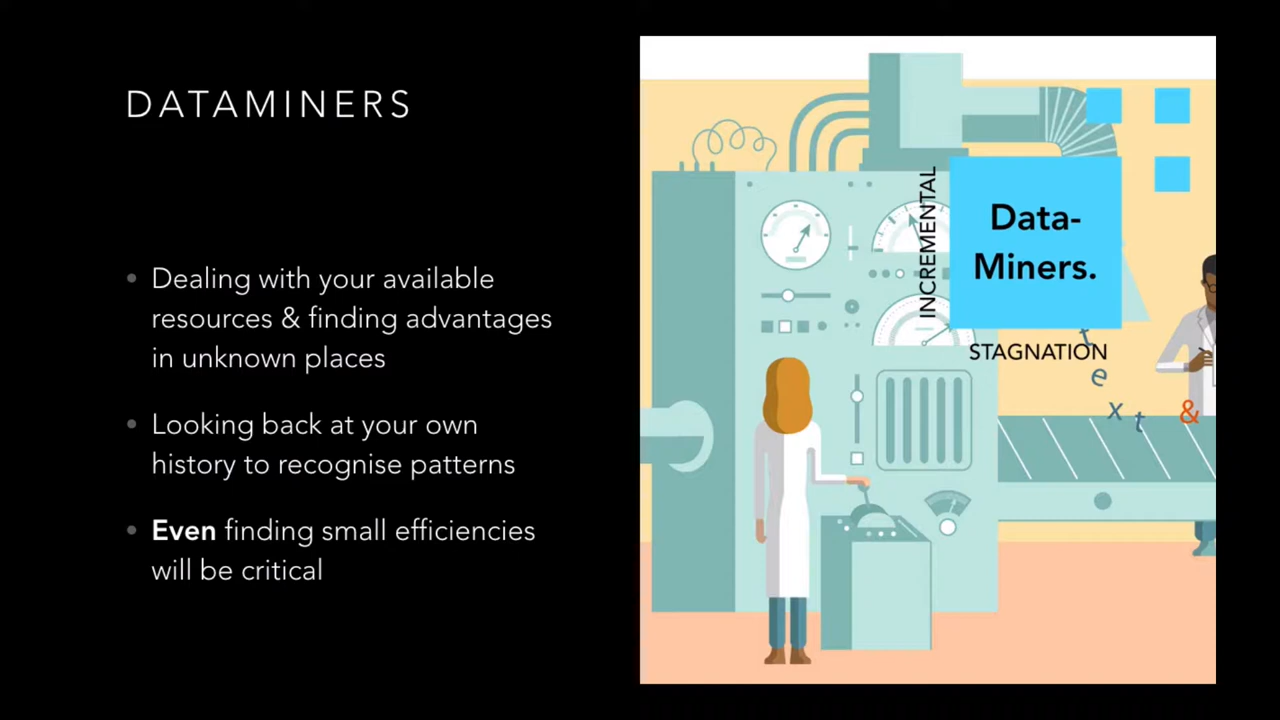 DATAMINERS
• Dealing with your available
resources & finding advantages
in unknown places
• Looking back at your own
history to recognise patterns
• Even finding small efficiencies
will be critical
INCREMENTAL
Data-
Miners.
STAGNATION
t
e
x
t
&